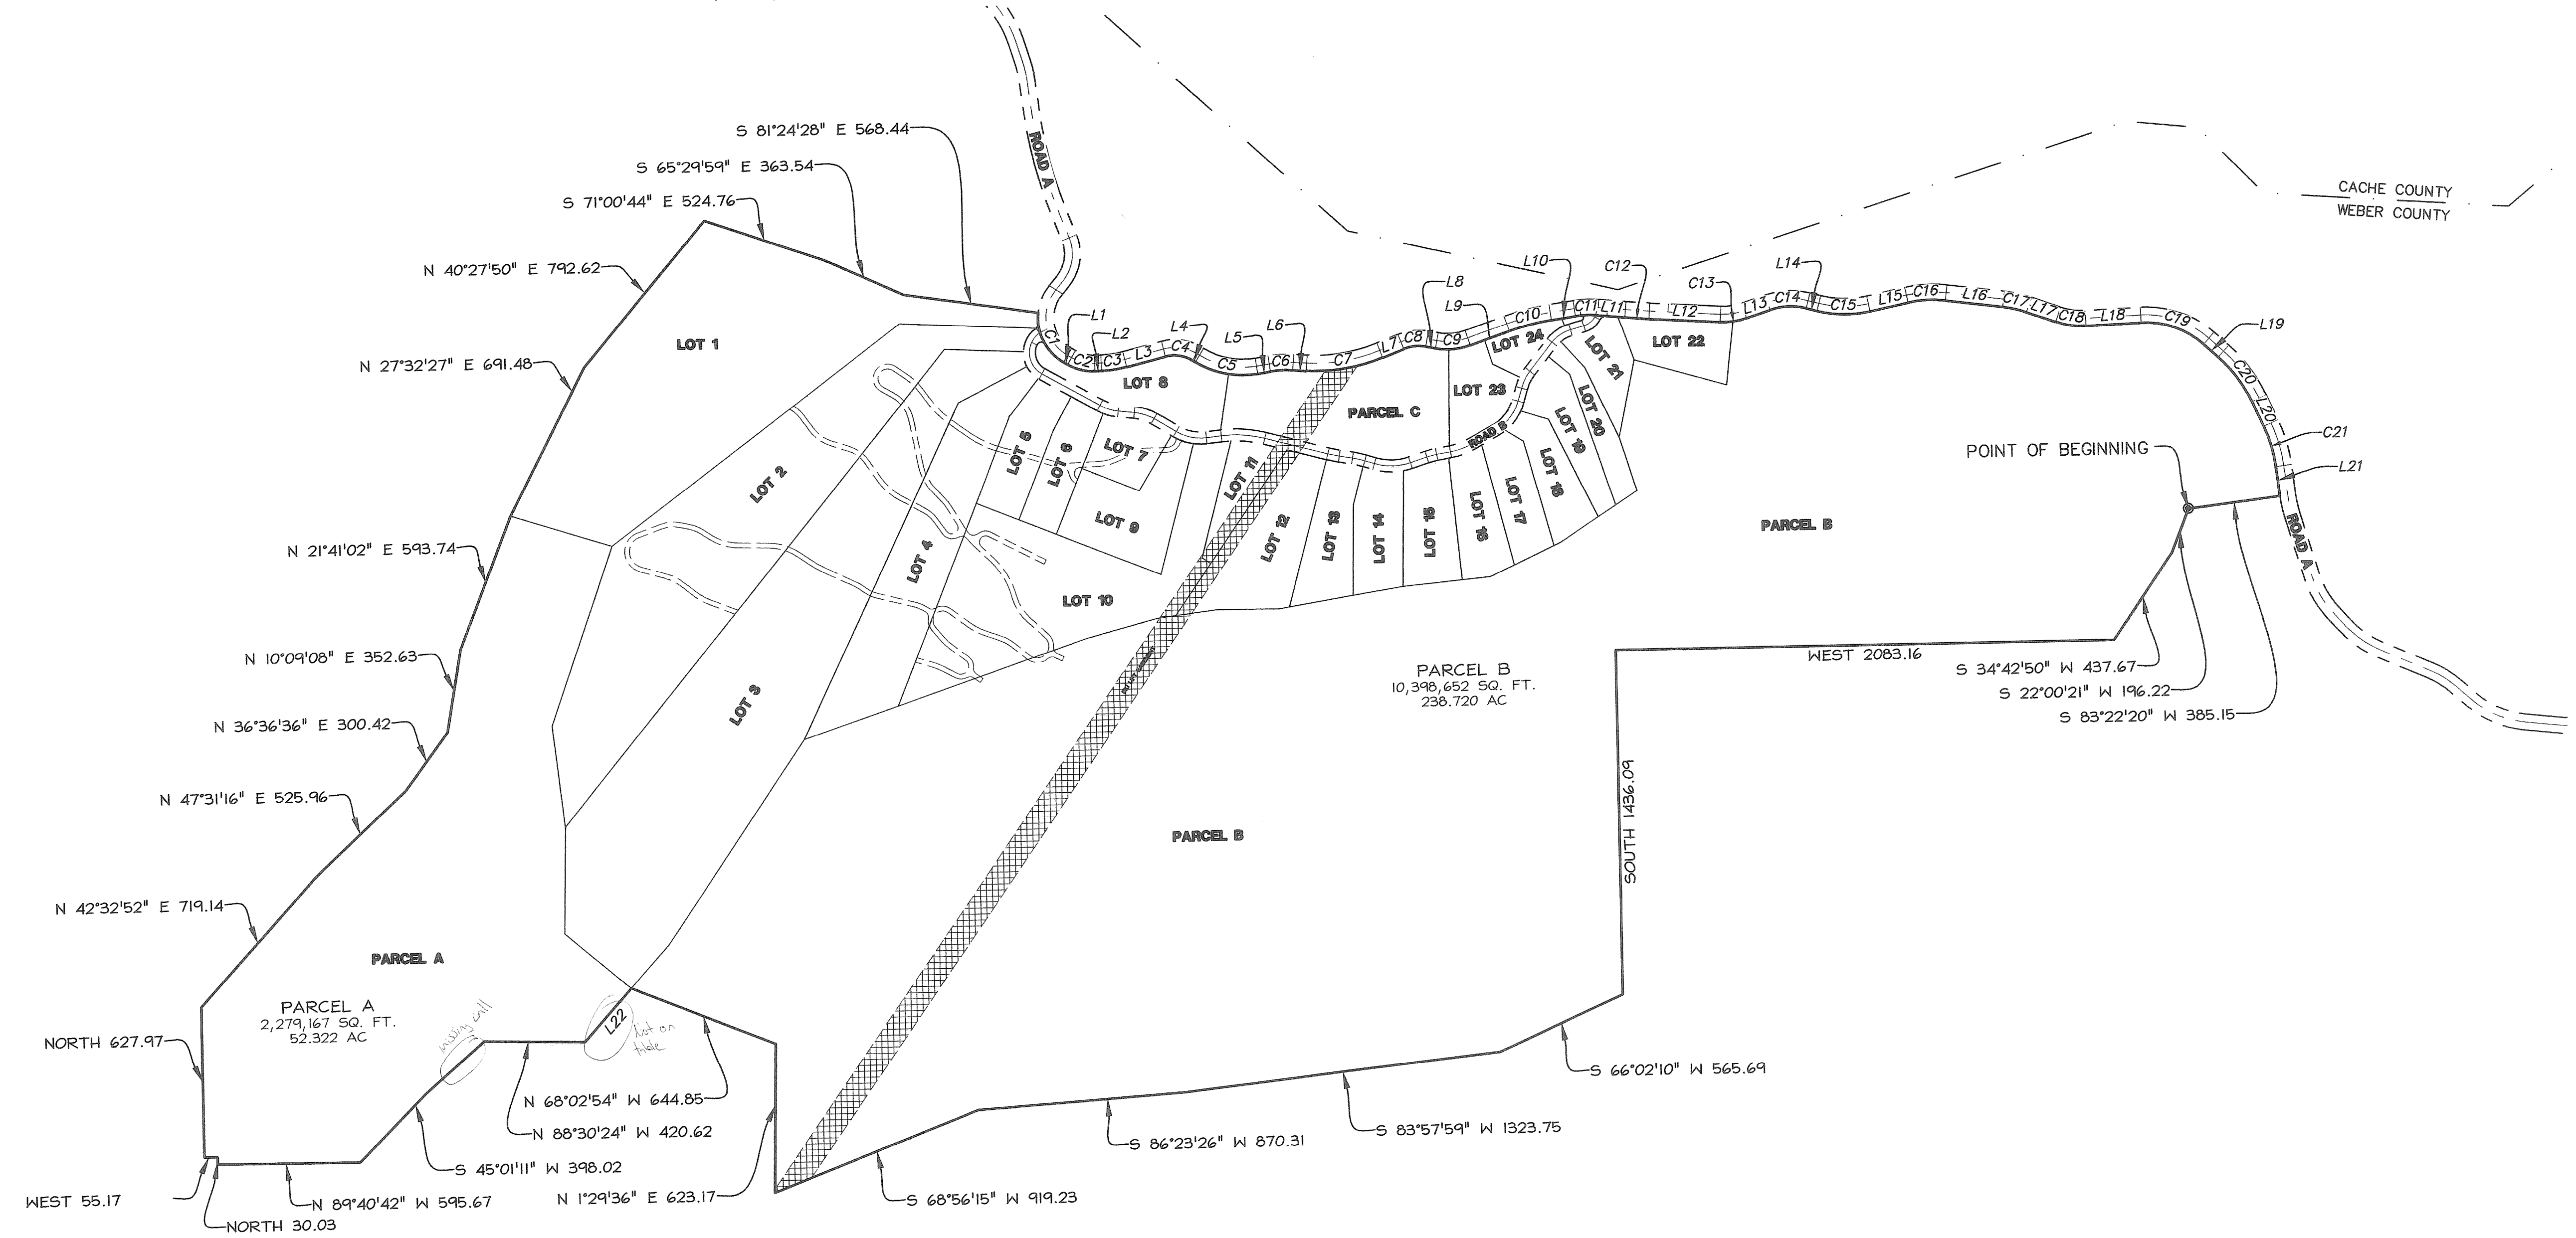 ROAD A
S 81°24'28" E 568.44
S 65°29'59" E 363.54
S 71°00'44" E 524.76
N 40°27'50" E 792.62
N 27°32'27" E 691.48
N 21°41'02" E 593.74
N 10°09'08" E 352.63
N 36°36'36" E 300.42
N 47°31'16" E 525.96
N 42°32'52" E 719.14
NORTH 627.97
WEST 55.17
NORTH 30.03
N 89°40'42" W 595.67
S 45°01'11" W 398.02
N 88°30'24" W 420.62
N 68°02'54" W 644.85
N 1°29'36" E 623.17
S 68°56'15" W 919.23
S 86°23'26" W 870.31
S 83°57'59" W 1323.75
S 66°02'10" W 565.69
SOUTH 1436.09
WEST 2083.16
S 34°42'50" W 437.67
S 22°00'21" W 196.22
S 83°22'20" W 385.15
POINT OF BEGINNING
CACHE COUNTY
WEBER COUNTY
C1
L1
C2
L2
C3
L3
C4
L4
C5
L5
C6
L6
C7
L7
C8
L8
C9
L9
C10
L10
C11
L11
C12
L12
C13
L13
C14
L14
C15
L15
C16
L16
C17
L17
C18
L18
C19
L19
C20
L20
C21
L21
ROAD A
LOT 1
LOT 2
LOT 3
LOT 4
LOT 5
LOT 6
LOT 7
LOT 8
LOT 9
LOT 10
LOT 11
LOT 12
LOT 13
LOT 14
LOT 15
LOT 16
LOT 17
LOT 18
LOT 19
LOT 20
LOT 21
LOT 22
LOT 23
LOT 24
ROAD B
PARCEL C
PARCEL B
PARCEL B
10,398,652 SQ. FT.
238.720 AC
PARCEL B
PARCEL A
PARCEL A
2,279,167 SQ. FT.
52.322 AC
missing call
L22
Not on
table